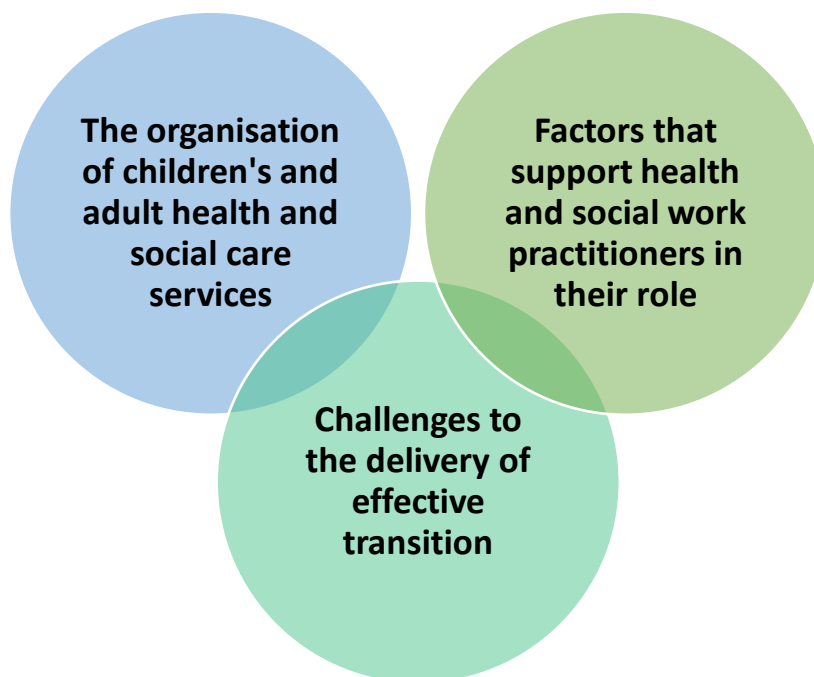 The organisation
of children's and
adult health and
social care
services
Factors that
support health
and social work
practitioners in
their role
Challenges to
the delivery of
effective
transition